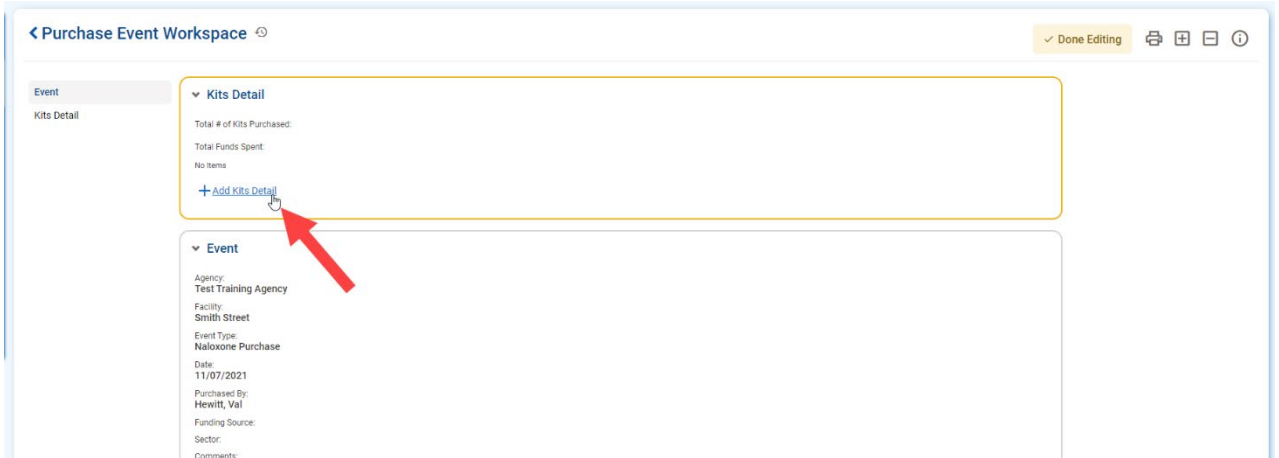 Purchase Event Workspace
Done Editing
Event
Kits Detail
Kits Detail
Total # of Kits Purchased:
Total Funds Spent:
No Items
Add Kits Detail
Event
Agency:
Test Training Agency
Facility:
Smith Street
Event Type:
Naloxone Purchase
Date:
11/07/2021
Purchased By:
Hewitt, Val
Funding Source:
Sector:
Comments: